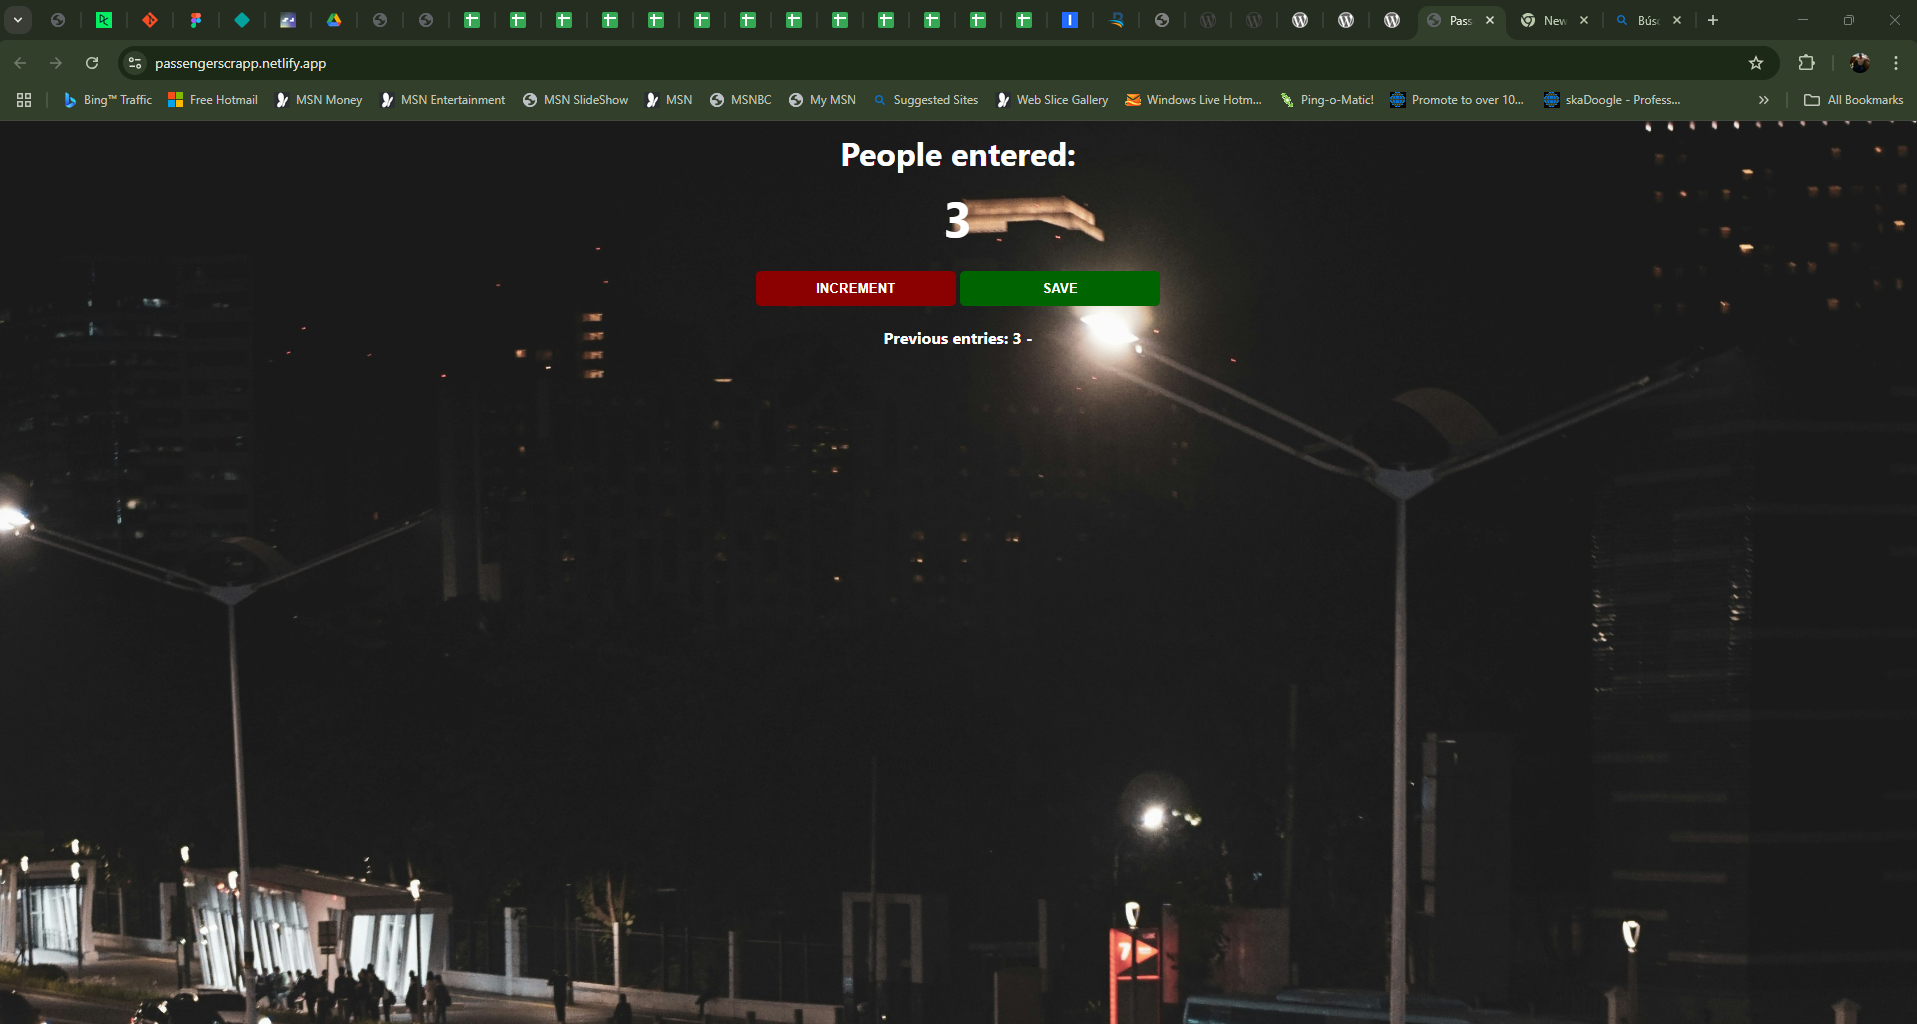 Pass
New
Bús
passengerscrapp.netlify.app
Bing™ Traffic
Free Hotmail
MSN Money
MSN Entertainment
MSN SlideShow
MSN
MSNBC
My MSN
Suggested Sites
Web Slice Gallery
Windows Live Hotm...
Ping-o-Matic!
Promote to over 10...
skaDoogle - Profess...
All Bookmarks
People entered:
3
INCREMENT
SAVE
Previous entries: 3 -
7